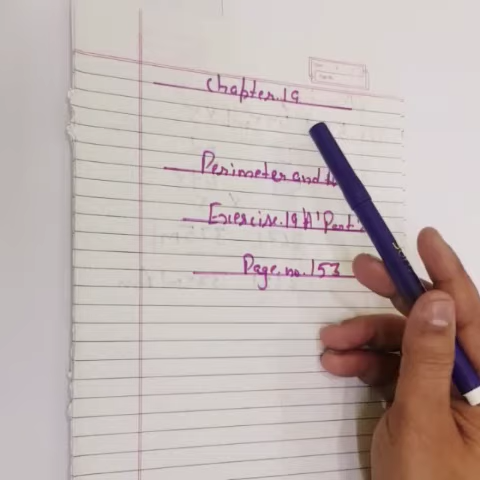 Chapter.19
Perimeter and
Exercise.19'A' Part
Page.no.153